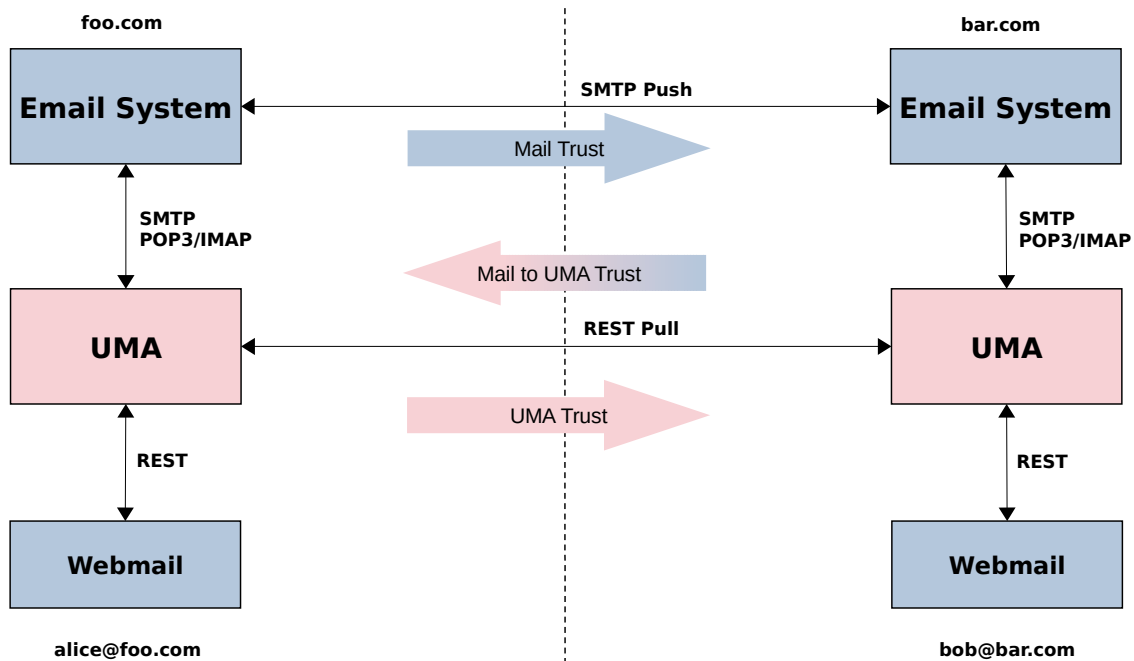 foo.com
bar.com
Email System
SMTP Push
Email System
Mail Trust
SMTP
POP3/IMAP
SMTP
POP3/IMAP
Mail to UMA Trust
UMA
REST Pull
UMA
UMA Trust
REST
REST
Webmail
Webmail
alice@foo.com
bob@bar.com